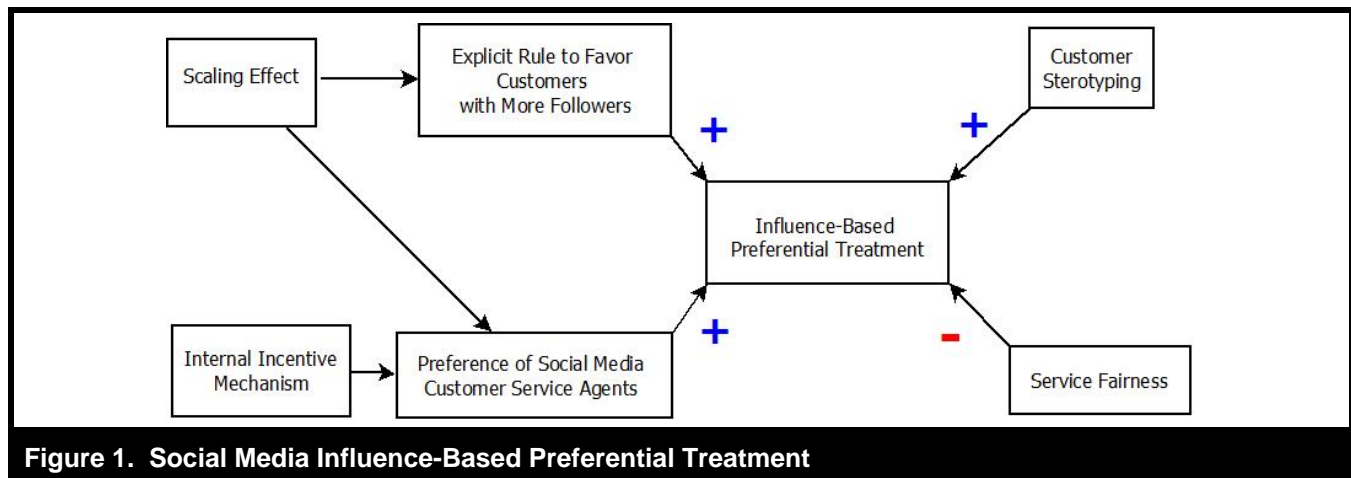 Scaling Effect
Explicit Rule to Favor
Customers
with More Followers
+
Customer
Sterotyping
+
Influence-Based
Preferential Treatment
Internal Incentive
Mechanism
Preference of Social Media
Customer Service Agents
+
-
Service Fairness
Figure 1. Social Media Influence-Based Preferential Treatment